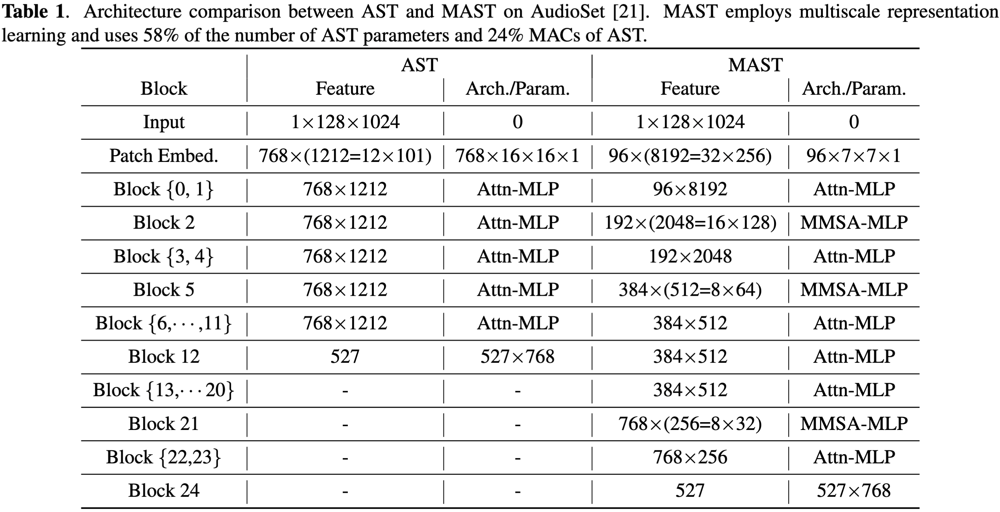 Table 1. Architecture comparison between AST and MAST on AudioSet [21]. MAST employs multiscale representation
learning and uses 58% of the number of AST parameters and 24% MACs of AST.
AST MAST
Block Feature Arch./Param. Feature Arch./Param.
Input 1×128×1024 0 1×128×1024 0
Patch Embed. 768×(1212=12×101) 768×16×16×1 96×(8192=32×256) 96×7×7×1
Block {0, 1} 768×1212 Attn-MLP 96×8192 Attn-MLP
Block 2 768×1212 Attn-MLP 192×(2048=16×128) MMSA-MLP
Block {3, 4} 768×1212 Attn-MLP 192×2048 Attn-MLP
Block 5 768×1212 Attn-MLP 384×(512=8×64) MMSA-MLP
Block {6,⋯,11} 768×1212 Attn-MLP 384×512 Attn-MLP
Block 12 527 527×768 384×512 Attn-MLP
Block {13,⋯20} - - 384×512 Attn-MLP
Block 21 - - 768×(256=8×32) MMSA-MLP
Block {22,23} - - 768×256 Attn-MLP
Block 24 - - 527 527×768